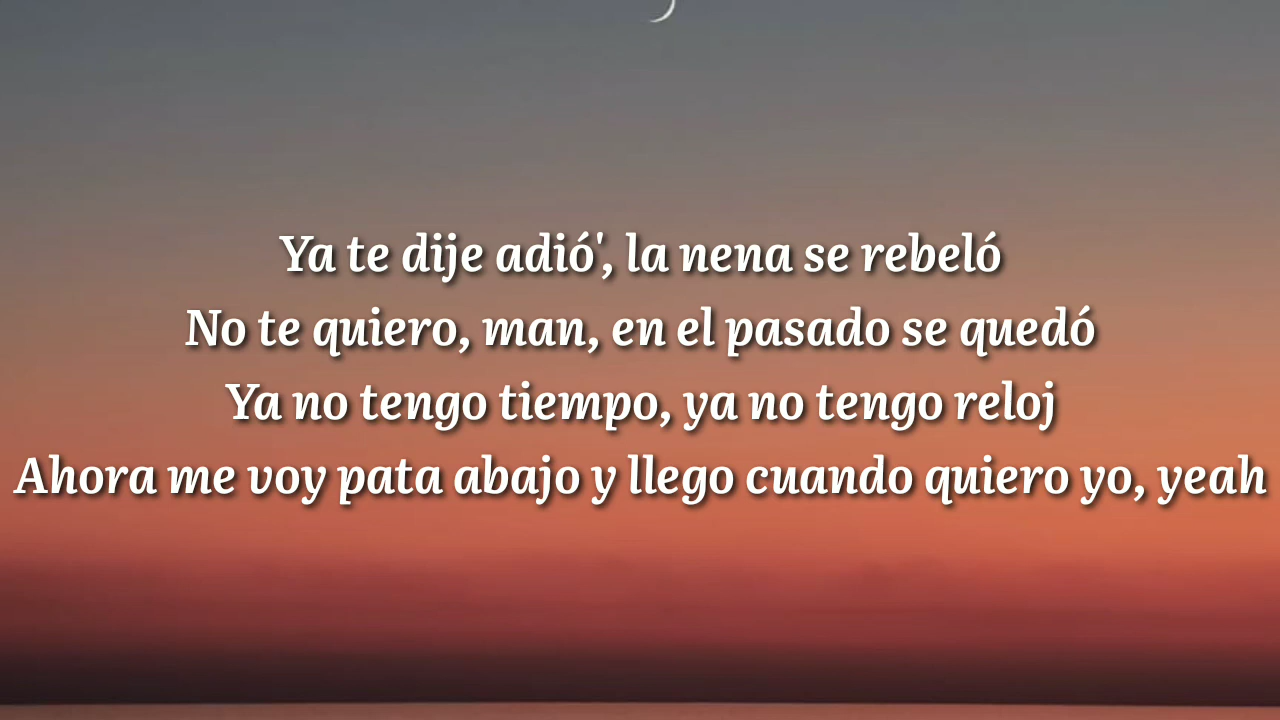 Ya te dije adió', la nena se rebeló
No te quiero, man, en el pasado se quedó
Ya no tengo tiempo, ya no tengo reloj
Ahora me voy pata abajo y llego cuando quiero yo, yeah